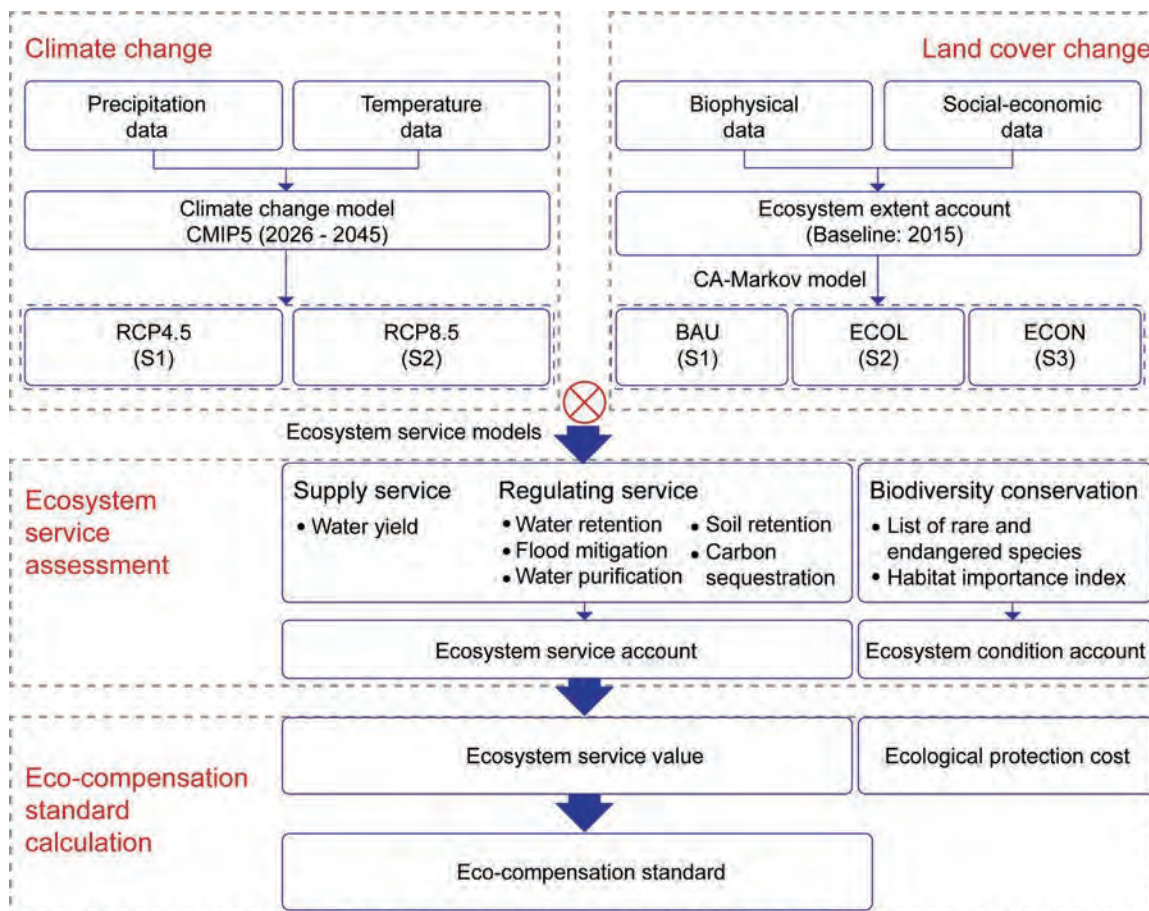 Climate change
Precipitation
data
Temperature
data
Climate change model
CMIP5 (2026 - 2045)
RCP4.5
(S1)
RCP8.5
(S2)
Land cover change
Biophysical
data
Social-economic
data
Ecosystem extent account
(Baseline: 2015)
CA-Markov model
BAU
(S1)
ECOL
(S2)
ECON
(S3)
Ecosystem service models
Ecosystem
service
assessment
Supply service
• Water yield
Regulating service
• Water retention
• Flood mitigation
• Water purification
• Soil retention
• Carbon
sequestration
Biodiversity conservation
• List of rare and
endangered species
• Habitat importance index
Ecosystem service account
Ecosystem condition account
Eco-compensation
standard
calculation
Ecosystem service value
Ecological protection cost
Eco-compensation standard